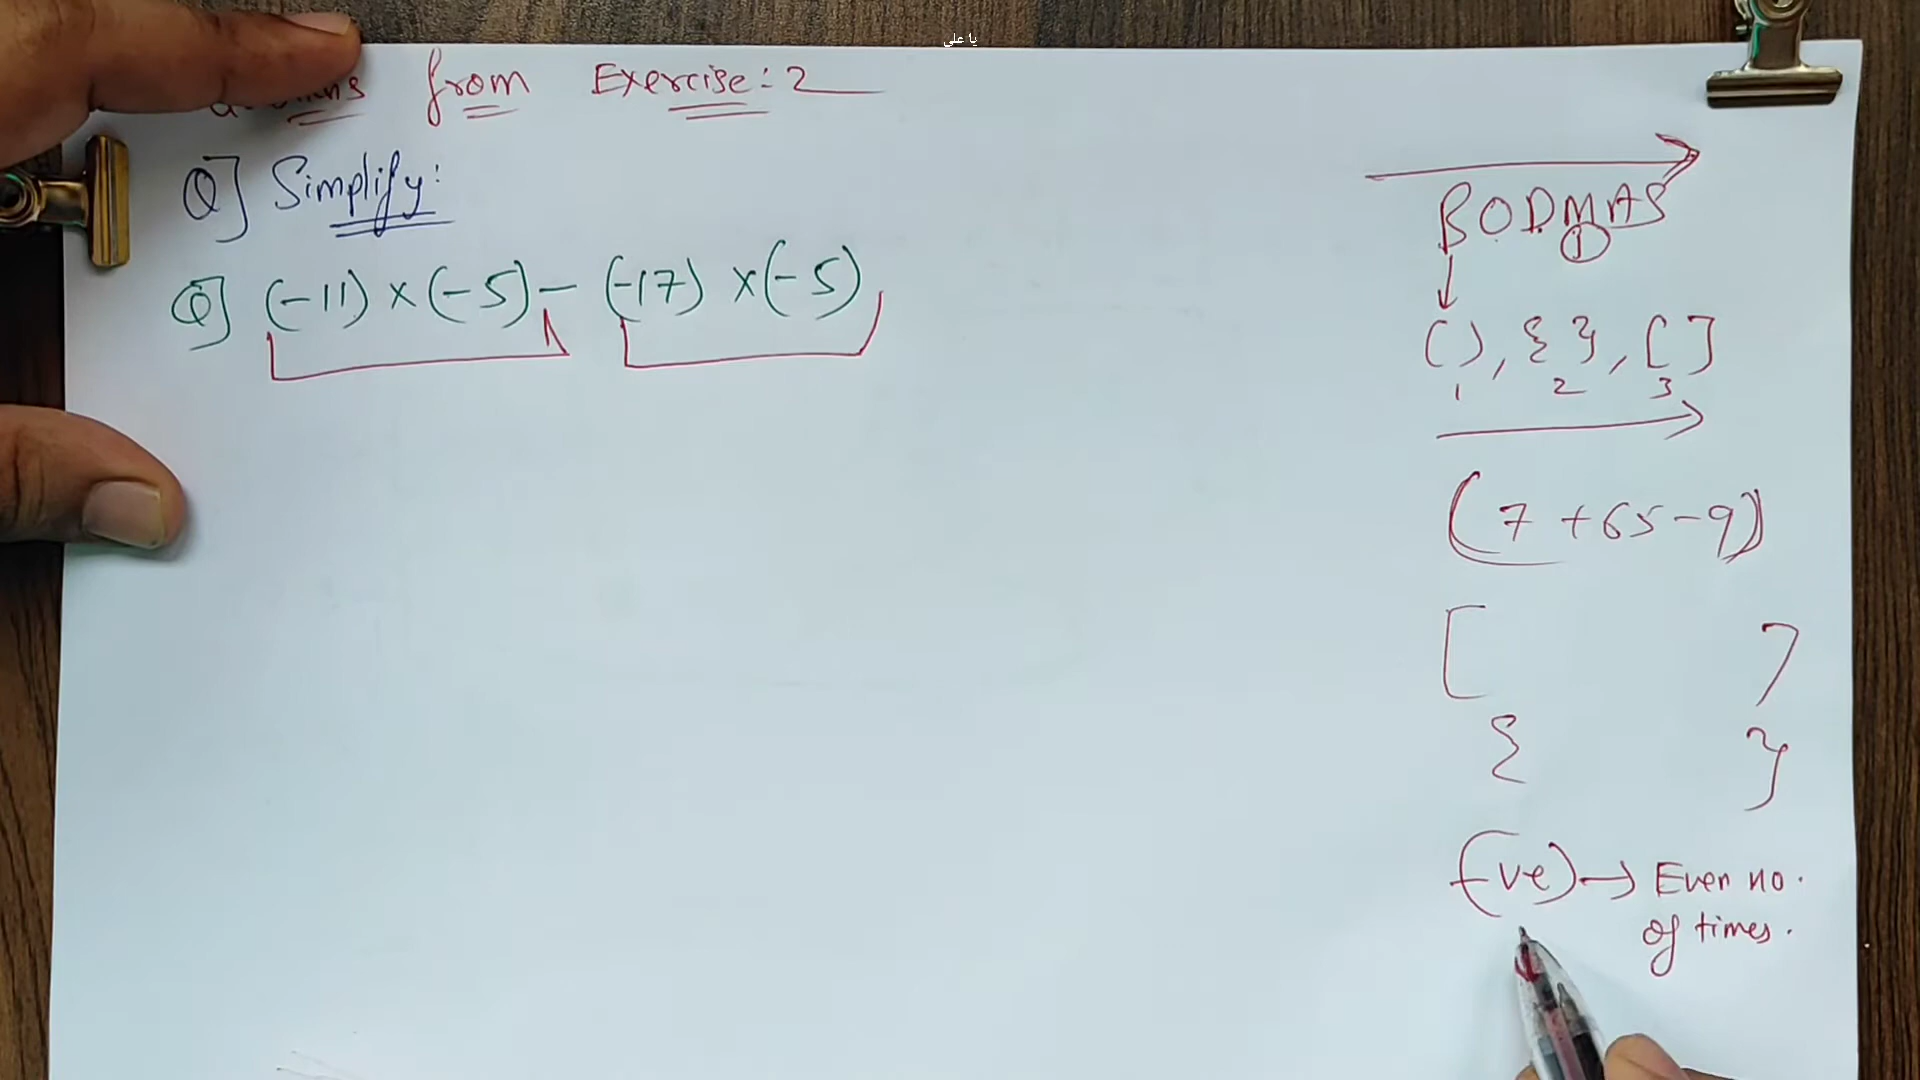 يا علي
from Exercise: 2
Q] Simplify:
Q] (-11) × (-5) - (-17) × (-5)
BODMAS
1
( ), { }, [ ]
1 2 3
(7 + 65 - 9)
[ ]
{ }
(-ve) → Even no.
of times.